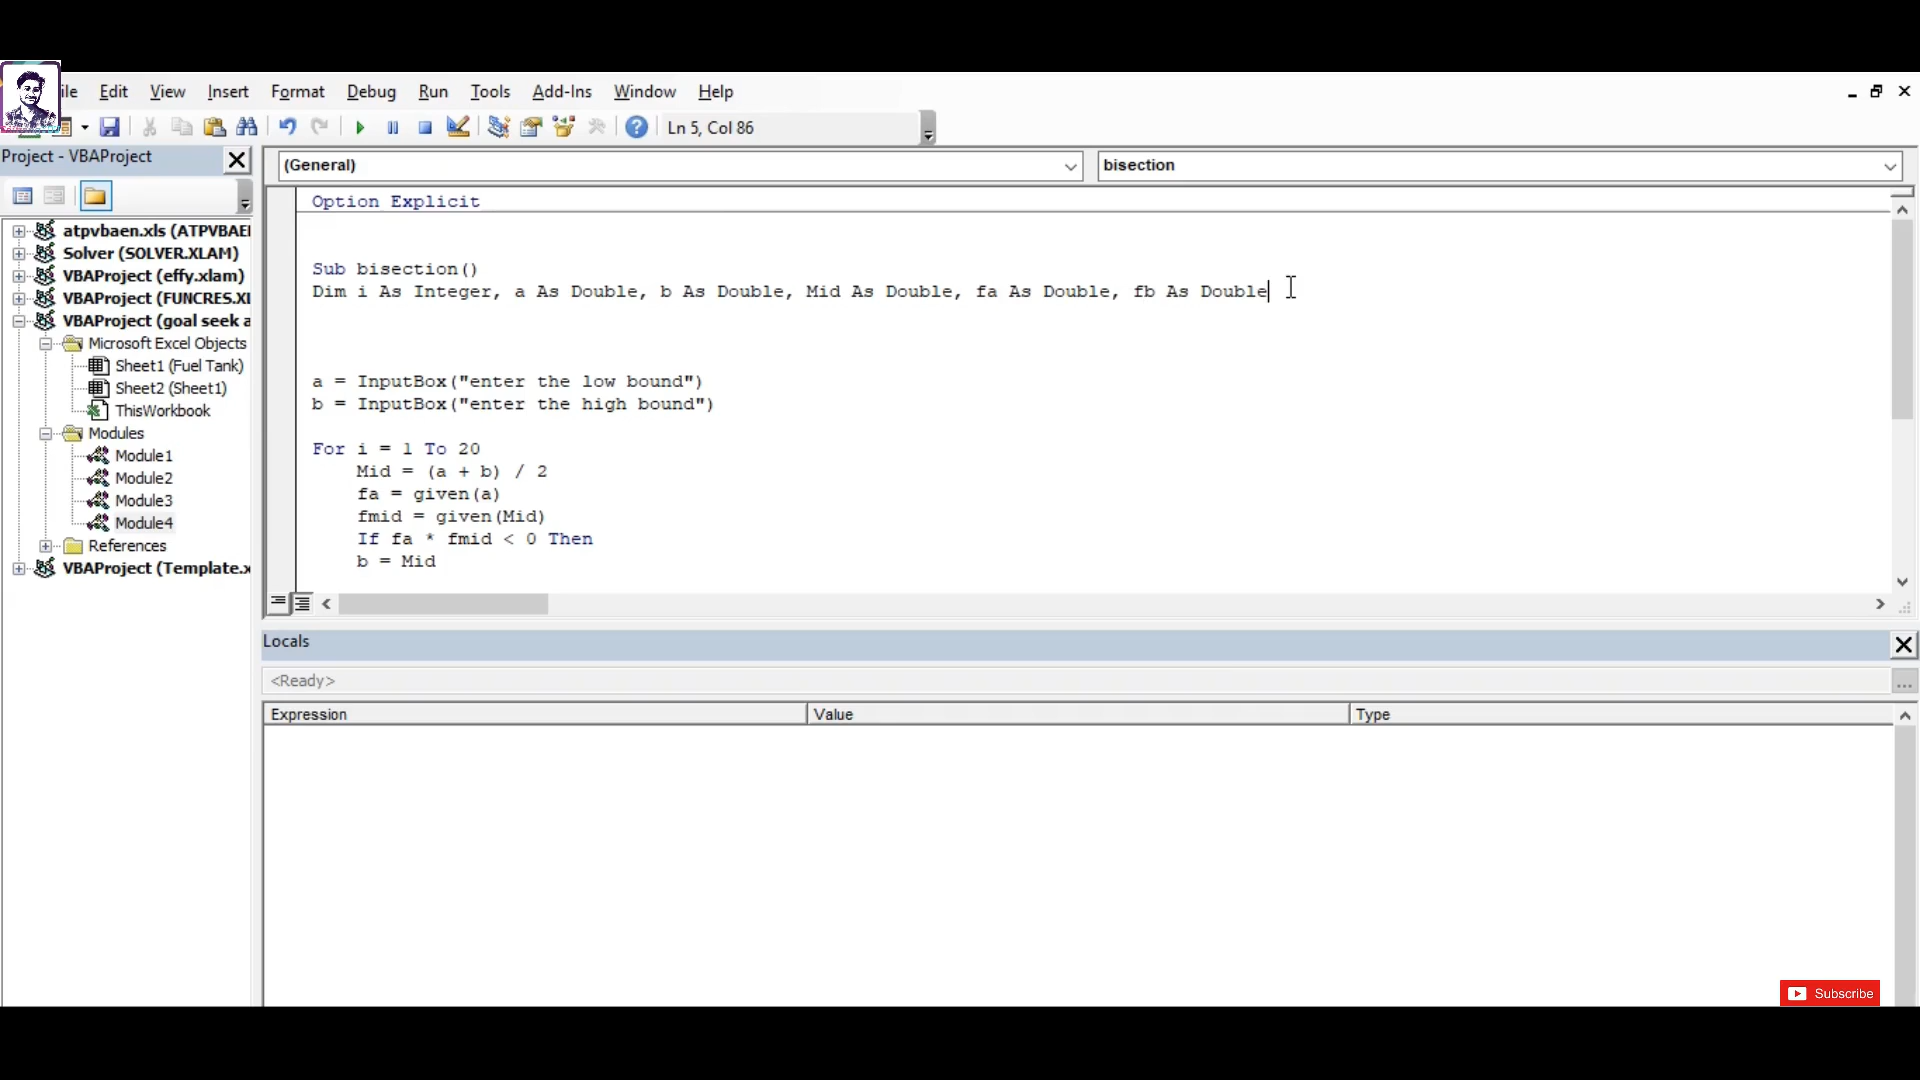 ile Edit View Insert Format Debug Run Tools Add-Ins Window Help
Ln 5, Col 86
Project - VBAProject
(General) bisection
atpvbaen.xls (ATPVBAE
Solver (SOLVER.XLAM)
VBAProject (effy.xlam)
VBAProject (FUNCRES.XL
VBAProject (goal seek a
Microsoft Excel Objects
Sheet1 (Fuel Tank)
Sheet2 (Sheet1)
ThisWorkbook
Modules
Module1
Module2
Module3
Module4
References
VBAProject (Template.x
Option Explicit
Sub bisection()
Dim i As Integer, a As Double, b As Double, Mid As Double, fa As Double, fb As Double
a = InputBox("enter the low bound")
b = InputBox("enter the high bound")
For i = 1 To 20
Mid = (a + b) / 2
fa = given(a)
fmid = given(Mid)
If fa * fmid < 0 Then
b = Mid
Locals
<Ready>
Expression Value Type
Subscribe